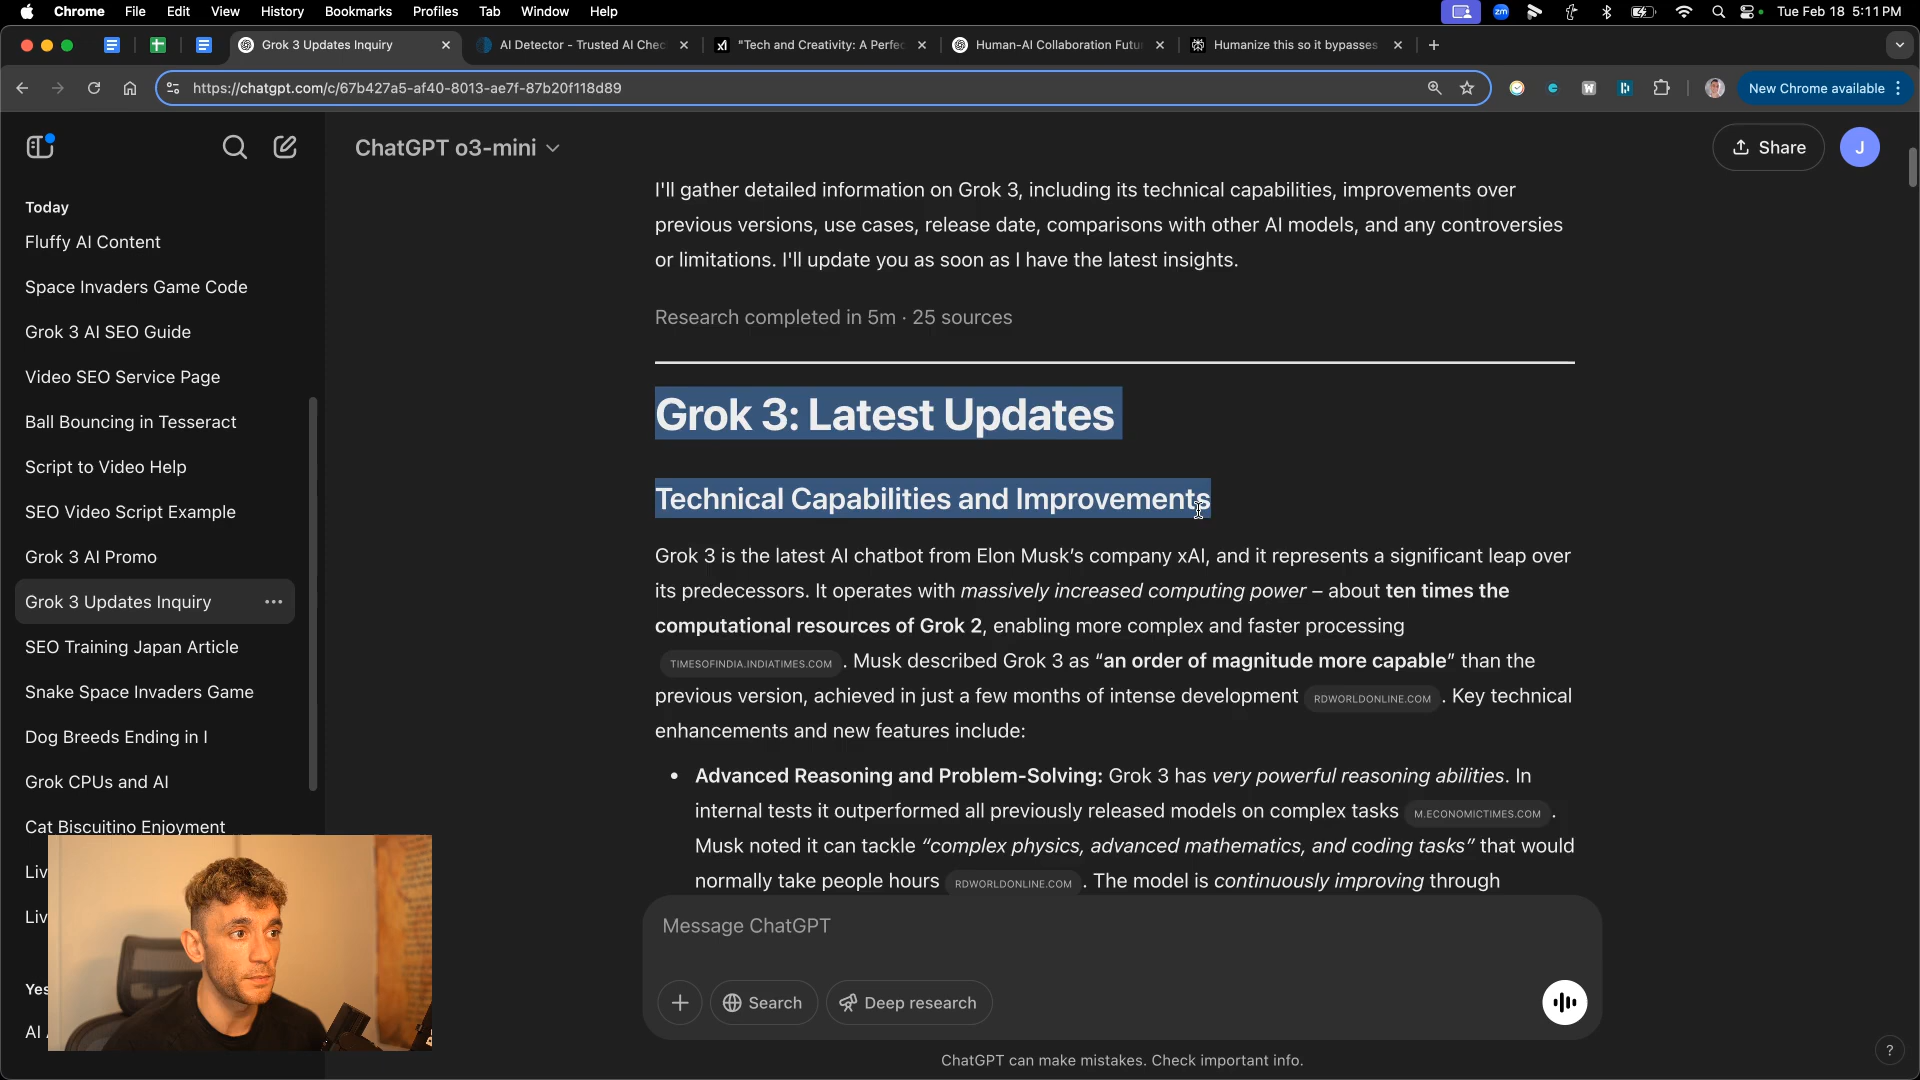 Chrome File Edit View History Bookmarks Profiles Tab Window Help
zm
Tue Feb 18 5:11 PM
Grok 3 Updates Inquiry
AI Detector - Trusted AI Chec
"Tech and Creativity: A Perfec
Human-AI Collaboration Futu
Humanize this so it bypasses
https://chatgpt.com/c/67b427a5-af40-8013-ae7f-87b20f118d89
New Chrome available
ChatGPT o3-mini
Share
J
Today
Fluffy AI Content
Space Invaders Game Code
Grok 3 AI SEO Guide
Video SEO Service Page
Ball Bouncing in Tesseract
Script to Video Help
SEO Video Script Example
Grok 3 AI Promo
Grok 3 Updates Inquiry
SEO Training Japan Article
Snake Space Invaders Game
Dog Breeds Ending in I
Grok CPUs and AI
Cat Biscuitino Enjoyment
Liv
Liv
Yes
AI
I'll gather detailed information on Grok 3, including its technical capabilities, improvements over
previous versions, use cases, release date, comparisons with other AI models, and any controversies
or limitations. I'll update you as soon as I have the latest insights.
Research completed in 5m · 25 sources
Grok 3: Latest Updates
Technical Capabilities and Improvements
Grok 3 is the latest AI chatbot from Elon Musk’s company xAI, and it represents a significant leap over
its predecessors. It operates with massively increased computing power – about ten times the
computational resources of Grok 2, enabling more complex and faster processing
TIMESOFINDIA.INDIATIMES.COM . Musk described Grok 3 as “an order of magnitude more capable” than the
previous version, achieved in just a few months of intense development RDWORLDONLINE.COM . Key technical
enhancements and new features include:
• Advanced Reasoning and Problem-Solving: Grok 3 has very powerful reasoning abilities. In
internal tests it outperformed all previously released models on complex tasks M.ECONOMICTIMES.COM .
Musk noted it can tackle “complex physics, advanced mathematics, and coding tasks” that would
normally take people hours RDWORLDONLINE.COM . The model is continuously improving through
Message ChatGPT
Search
Deep research
ChatGPT can make mistakes. Check important info.
?